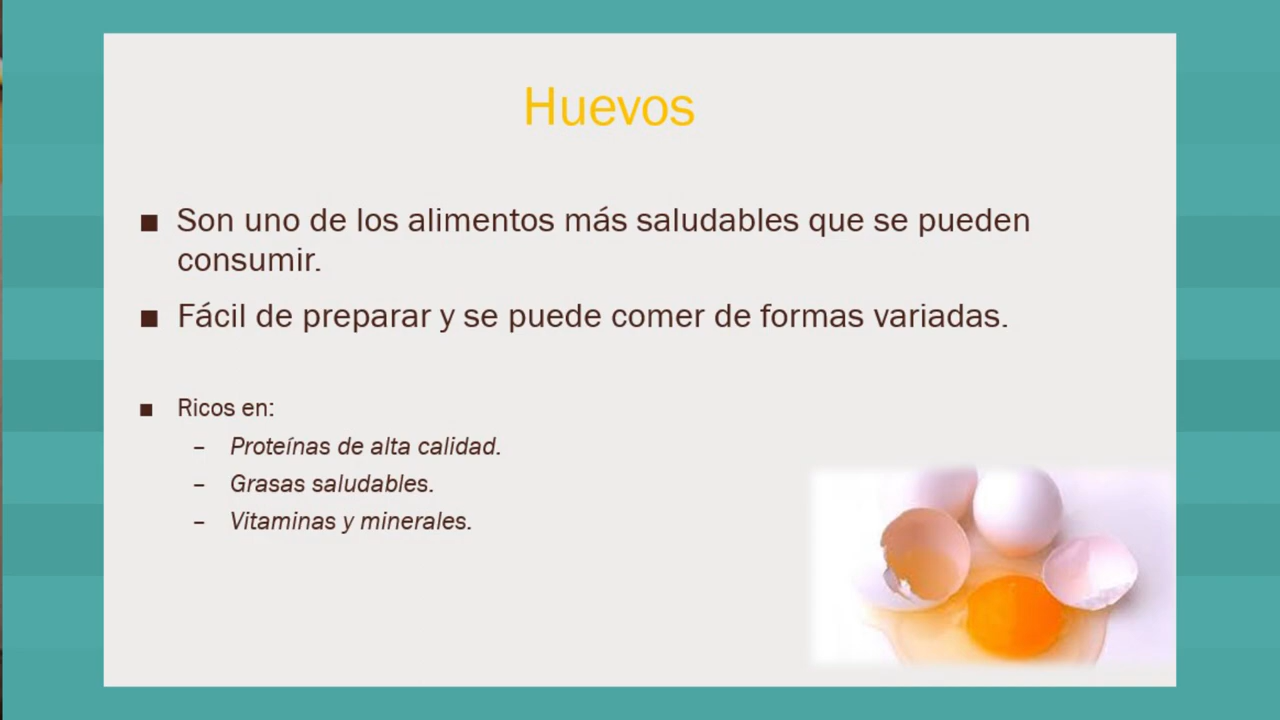 Huevos
■ Son uno de los alimentos más saludables que se pueden
consumir.
■ Fácil de preparar y se puede comer de formas variadas.
■ Ricos en:
– Proteínas de alta calidad.
– Grasas saludables.
– Vitaminas y minerales.